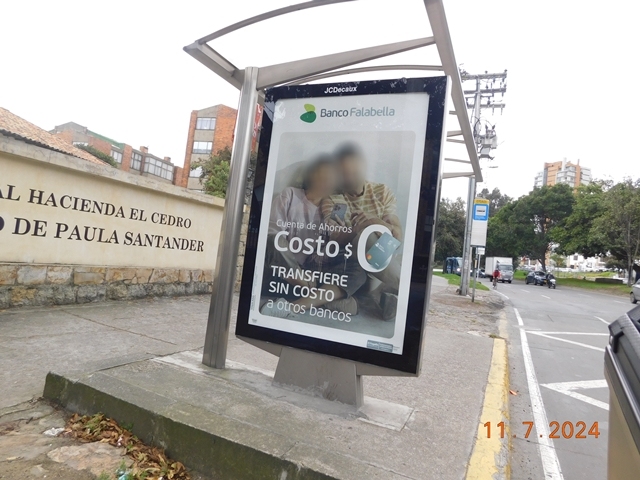 JCDecaux
Banco Falabella
AL HACIENDA EL CEDRO
O DE PAULA SANTANDER
Cuenta de Ahorros
Costo $0
TRANSFIERE
SIN COSTO
a otros bancos
11.7.2024